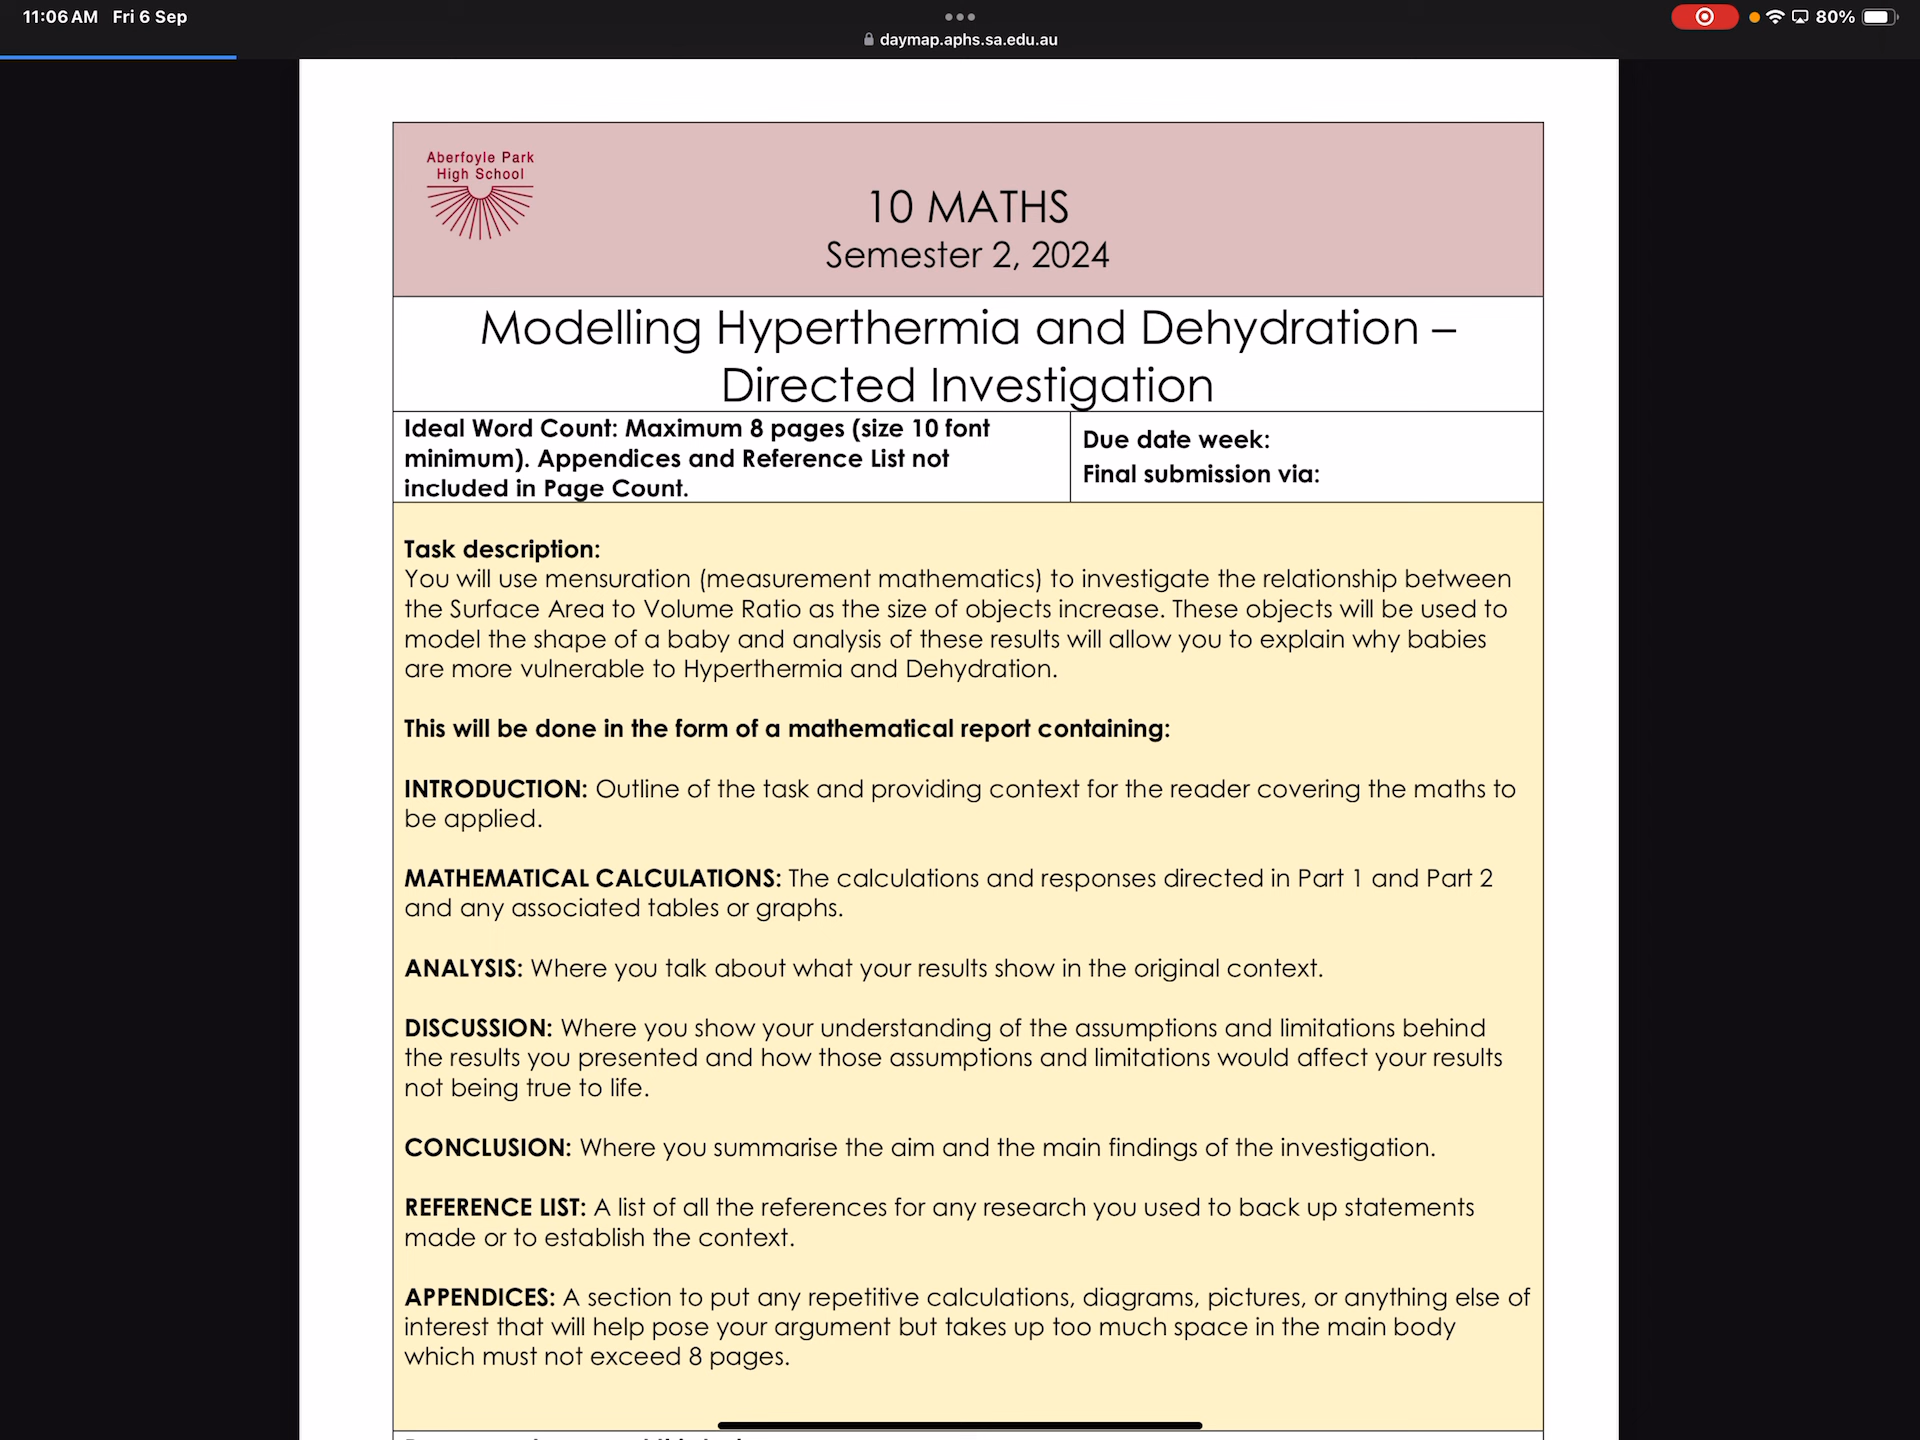 11:06 AM Fri 6 Sep
80%
daymap.aphs.sa.edu.au
Aberfoyle Park
High School
10 MATHS
Semester 2, 2024
Modelling Hyperthermia and Dehydration –
Directed Investigation
Ideal Word Count: Maximum 8 pages (size 10 font
minimum). Appendices and Reference List not
included in Page Count.
Due date week:
Final submission via:
Task description:
You will use mensuration (measurement mathematics) to investigate the relationship between
the Surface Area to Volume Ratio as the size of objects increase. These objects will be used to
model the shape of a baby and analysis of these results will allow you to explain why babies
are more vulnerable to Hyperthermia and Dehydration.
This will be done in the form of a mathematical report containing:
INTRODUCTION: Outline of the task and providing context for the reader covering the maths to
be applied.
MATHEMATICAL CALCULATIONS: The calculations and responses directed in Part 1 and Part 2
and any associated tables or graphs.
ANALYSIS: Where you talk about what your results show in the original context.
DISCUSSION: Where you show your understanding of the assumptions and limitations behind
the results you presented and how those assumptions and limitations would affect your results
not being true to life.
CONCLUSION: Where you summarise the aim and the main findings of the investigation.
REFERENCE LIST: A list of all the references for any research you used to back up statements
made or to establish the context.
APPENDICES: A section to put any repetitive calculations, diagrams, pictures, or anything else of
interest that will help pose your argument but takes up too much space in the main body
which must not exceed 8 pages.